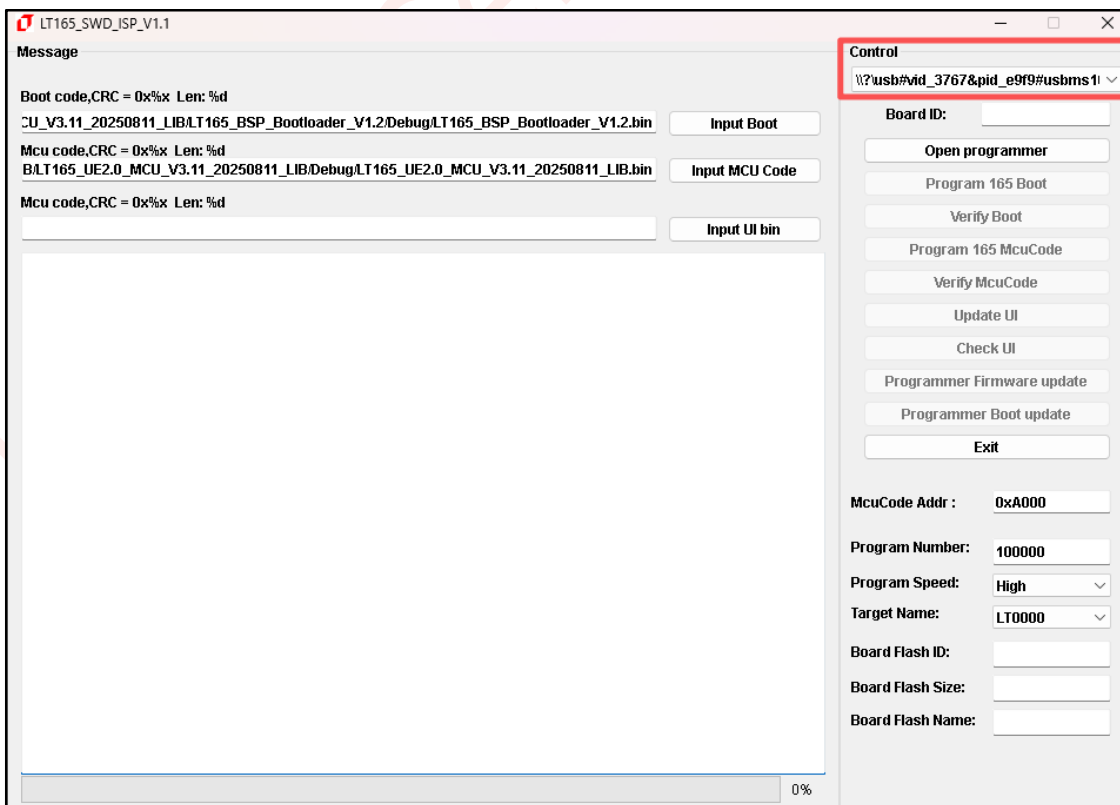 LT165_SWD_ISP_V1.1
Message
Boot code,CRC = 0x%x Len: %d
CU_V3.11_20250811_LIB/LT165_BSP_Bootloader_V1.2/Debug/LT165_BSP_Bootloader_V1.2.bin
Input Boot
Mcu code,CRC = 0x%x Len: %d
B/LT165_UE2.0_MCU_V3.11_20250811_LIB/Debug/LT165_UE2.0_MCU_V3.11_20250811_LIB.bin
Input MCU Code
Mcu code,CRC = 0x%x Len: %d
Input UI bin
0%
Control
\\?\usb#vid_3767&pid_e9f9#usbms1
Board ID:
Open programmer
Program 165 Boot
Verify Boot
Program 165 McuCode
Verify McuCode
Update UI
Check UI
Programmer Firmware update
Programmer Boot update
Exit
McuCode Addr : 0xA000
Program Number: 100000
Program Speed: High
Target Name: LT0000
Board Flash ID:
Board Flash Size:
Board Flash Name: